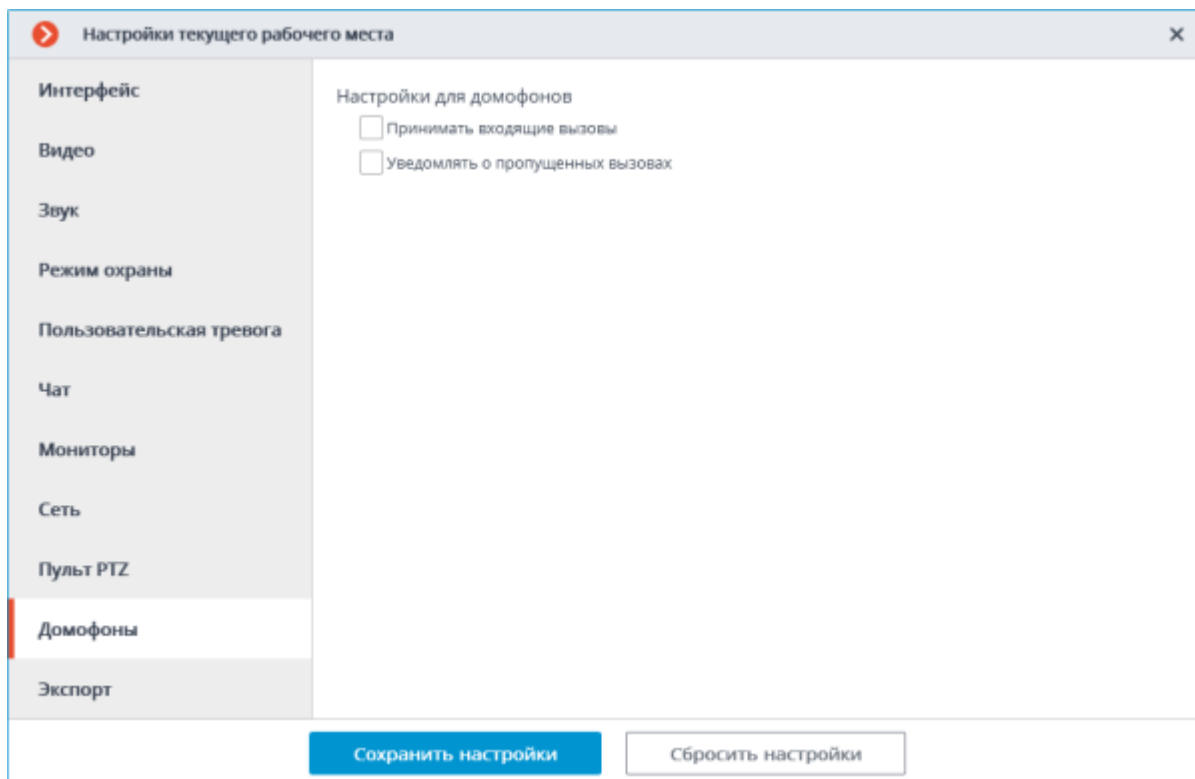 Настройки текущего рабочего места
Интерфейс
Видео
Звук
Режим охраны
Пользовательская тревога
Чат
Мониторы
Сеть
Пульт PTZ
Домофоны
Экспорт
Настройки для домофонов
Принимать входящие вызовы
Уведомлять о пропущенных вызовах
Сохранить настройки
Сбросить настройки